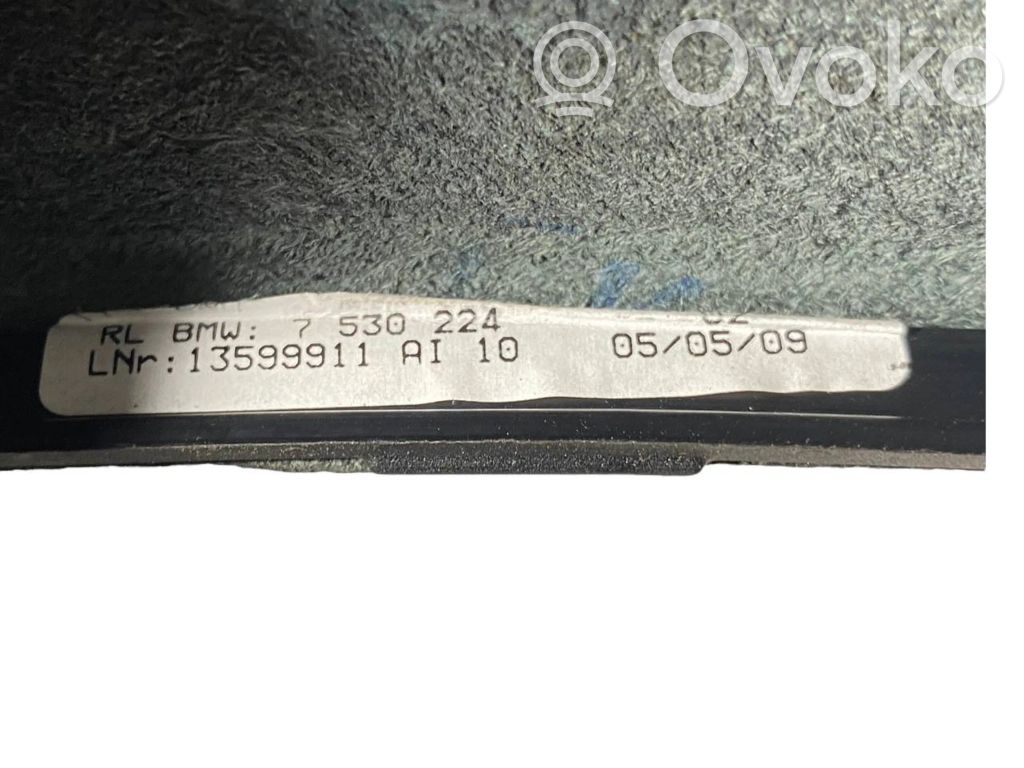 Ovoko
RL BMW: 7 530 224
LNr:13599911 AI 10 05/05/09